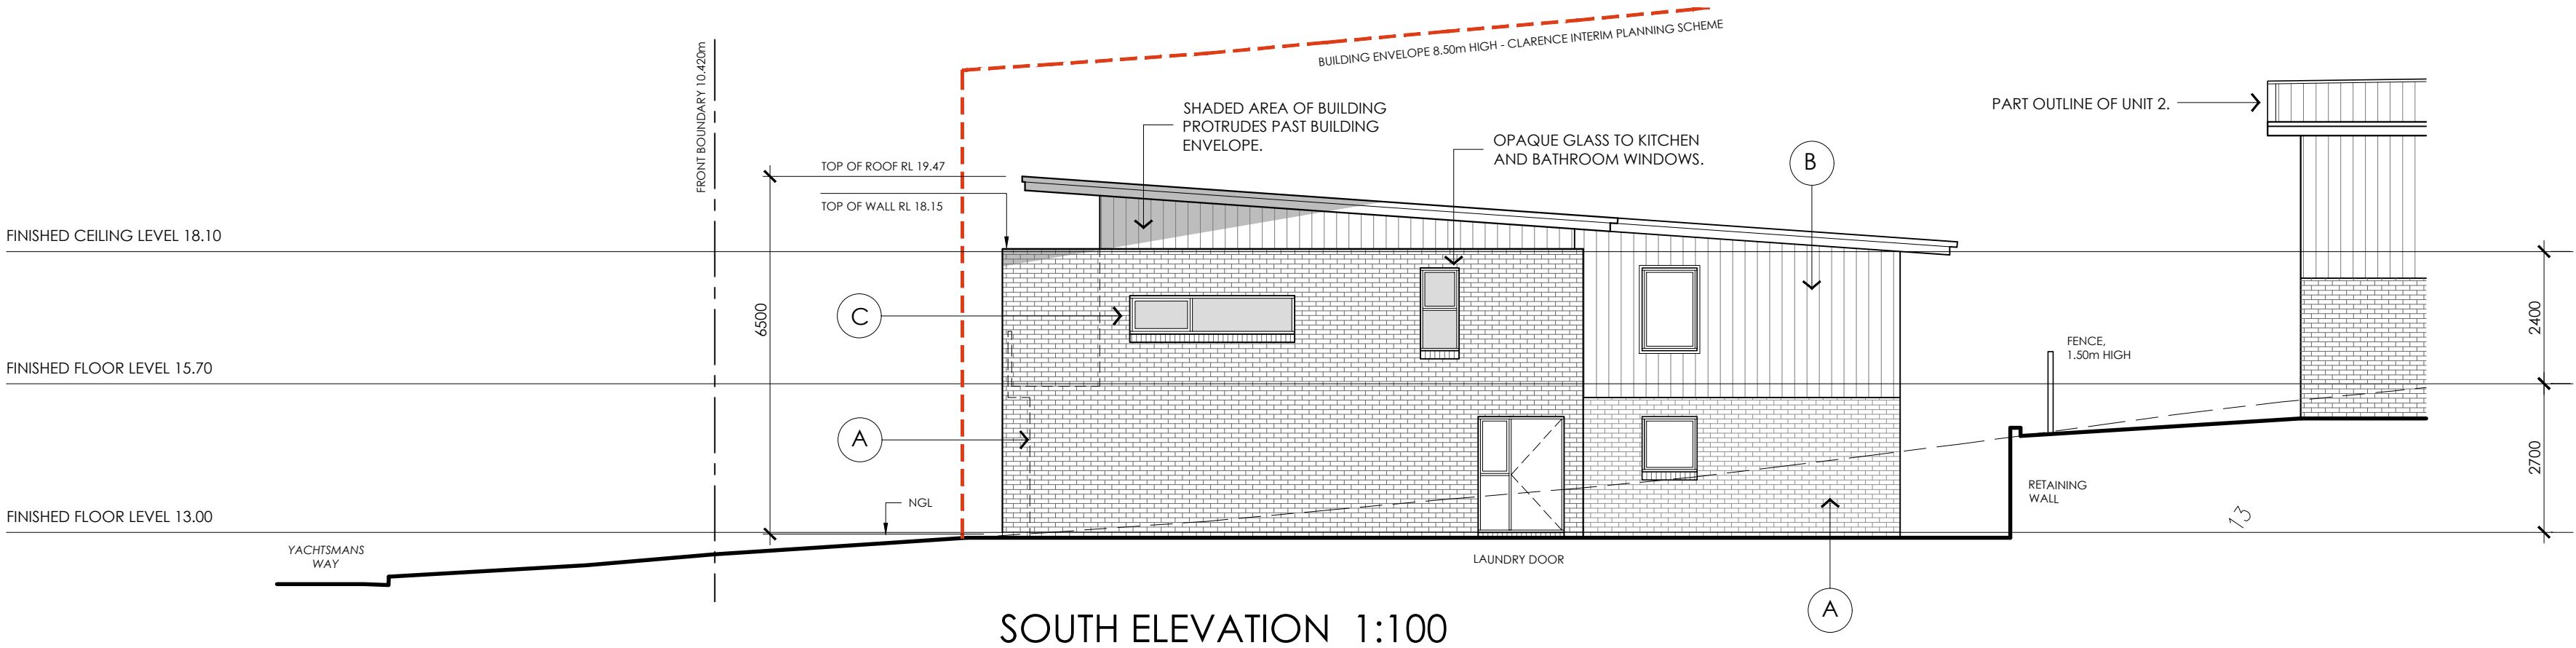 BUILDING ENVELOPE 8.50m HIGH - CLARENCE INTERIM PLANNING SCHEME
FRONT BOUNDARY 10.420m
SHADED AREA OF BUILDING
PROTRUDES PAST BUILDING
ENVELOPE.
OPAQUE GLASS TO KITCHEN
AND BATHROOM WINDOWS.
PART OUTLINE OF UNIT 2.
B
TOP OF ROOF RL 19.47
TOP OF WALL RL 18.15
FINISHED CEILING LEVEL 18.10
6500
C
2400
FENCE,
1.50m HIGH
FINISHED FLOOR LEVEL 15.70
A
2700
RETAINING
WALL
NGL
13
FINISHED FLOOR LEVEL 13.00
YACHTSMANS
WAY
LAUNDRY DOOR
A
SOUTH ELEVATION 1:100